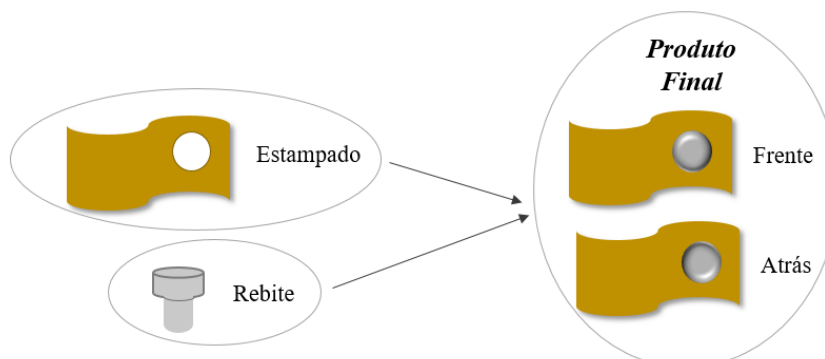 Produto
Final
Estampado
Frente
Rebite
Atrás